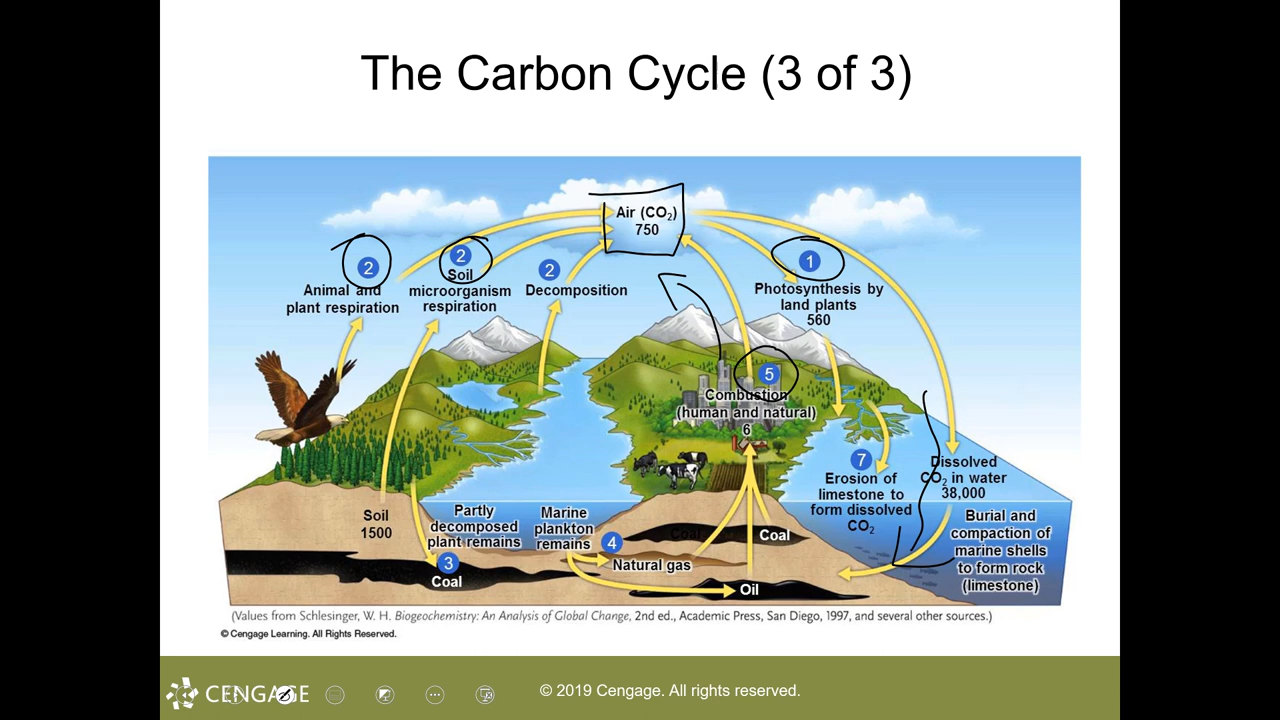 The Carbon Cycle (3 of 3)
Air (CO₂)
750
2
Animal and
plant respiration
2
Soil
microorganism
respiration
2
Decomposition
1
Photosynthesis by
land plants
560
5
Combustion
(human and natural)
6
7
Erosion of
limestone to
form dissolved
CO₂
Dissolved
CO₂ in water
38,000
Soil
1500
Partly
decomposed
plant remains
Marine
plankton
remains
4
Natural gas
Coal
Coal
Burial and
compaction of
marine shells
to form rock
(limestone)
3
Coal
Oil
(Values from Schlesinger, W. H. Biogeochemistry: An Analysis of Global Change, 2nd ed., Academic Press, San Diego, 1997, and several other sources.)
© Cengage Learning. All Rights Reserved.
CENGAGE
© 2019 Cengage. All rights reserved.